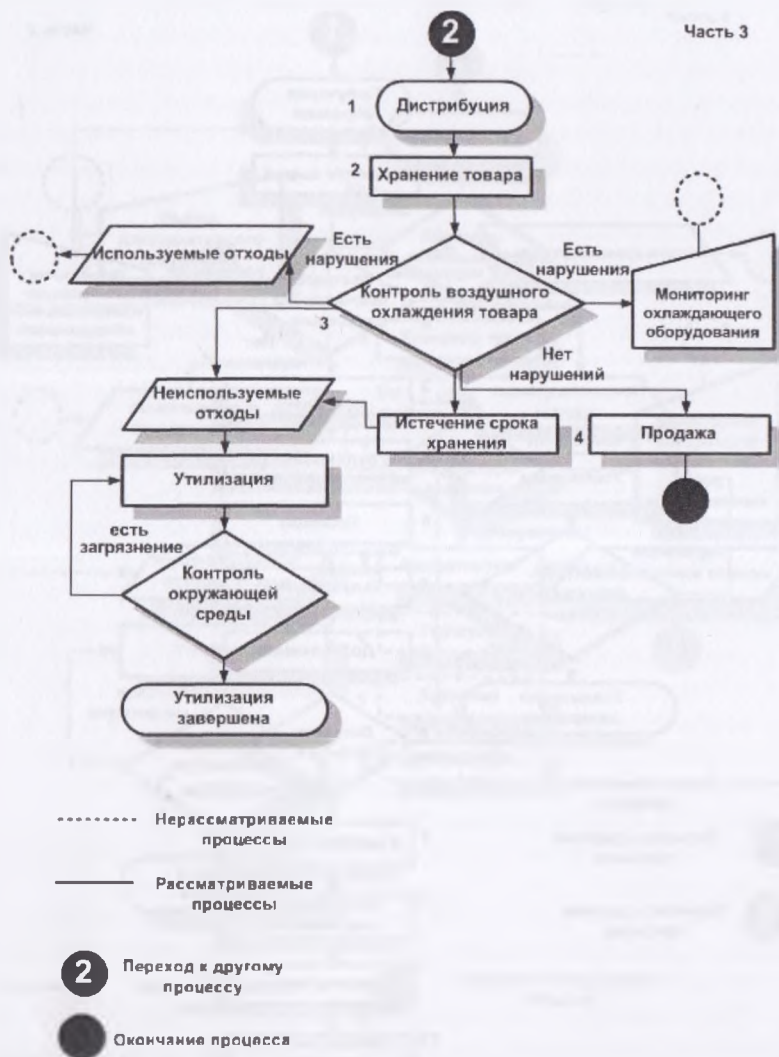 2
Часть 3
1
Дистрибуция
2
Хранение товара
Используемые отходы
Есть
нарушения
Контроль воздушного
охлаждения товара
Есть
нарушения
Мониторинг
охлаждающего
оборудования
3
Нет
нарушений
Неиспользуемые
отходы
Истечение срока
хранения
4
Продажа
Утилизация
есть
загрязнение
Контроль
окружающей
среды
Утилизация
завершена
Нерассматриваемые
процессы
Рассматриваемые
процессы
2
Переход к другому
процессу
Окончание процесса